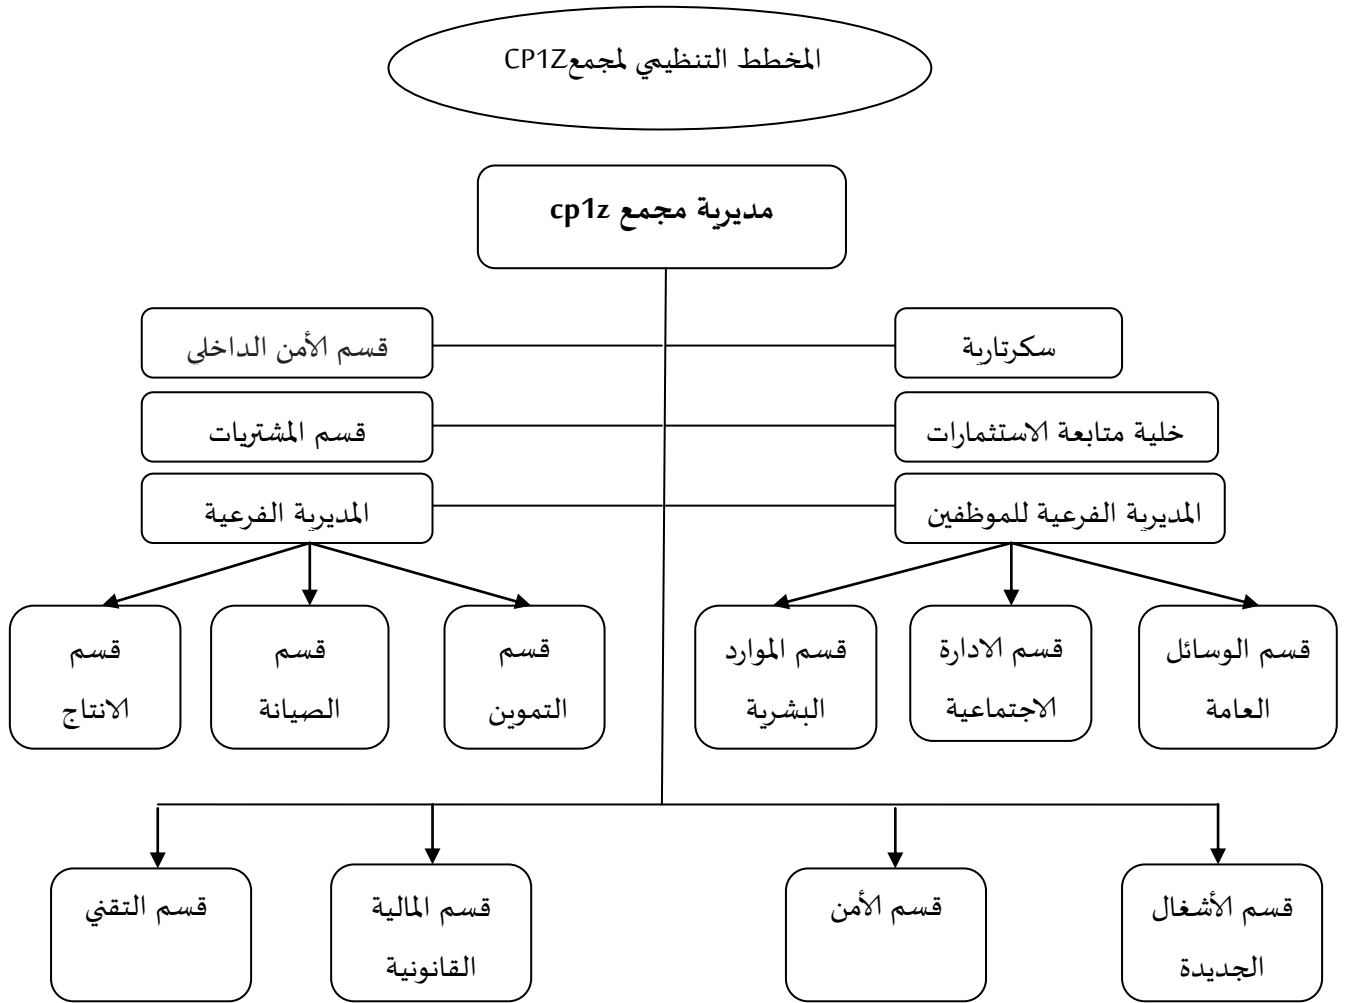 المخطط التنظيمي لمجمعCP1Z
مديرية مجمع cp1z
سكرتارية
قسم الأمن الداخلي
خلية متابعة الاستثمارات
قسم المشتريات
المديرية الفرعية للموظفين
المديرية الفرعية
قسم الوسائل
العامة
قسم الادارة
الاجتماعية
قسم الموارد
البشرية
قسم
التموين
قسم
الصيانة
قسم
الانتاج
قسم الأشغال
الجديدة
قسم الأمن
قسم المالية
القانونية
قسم التقني